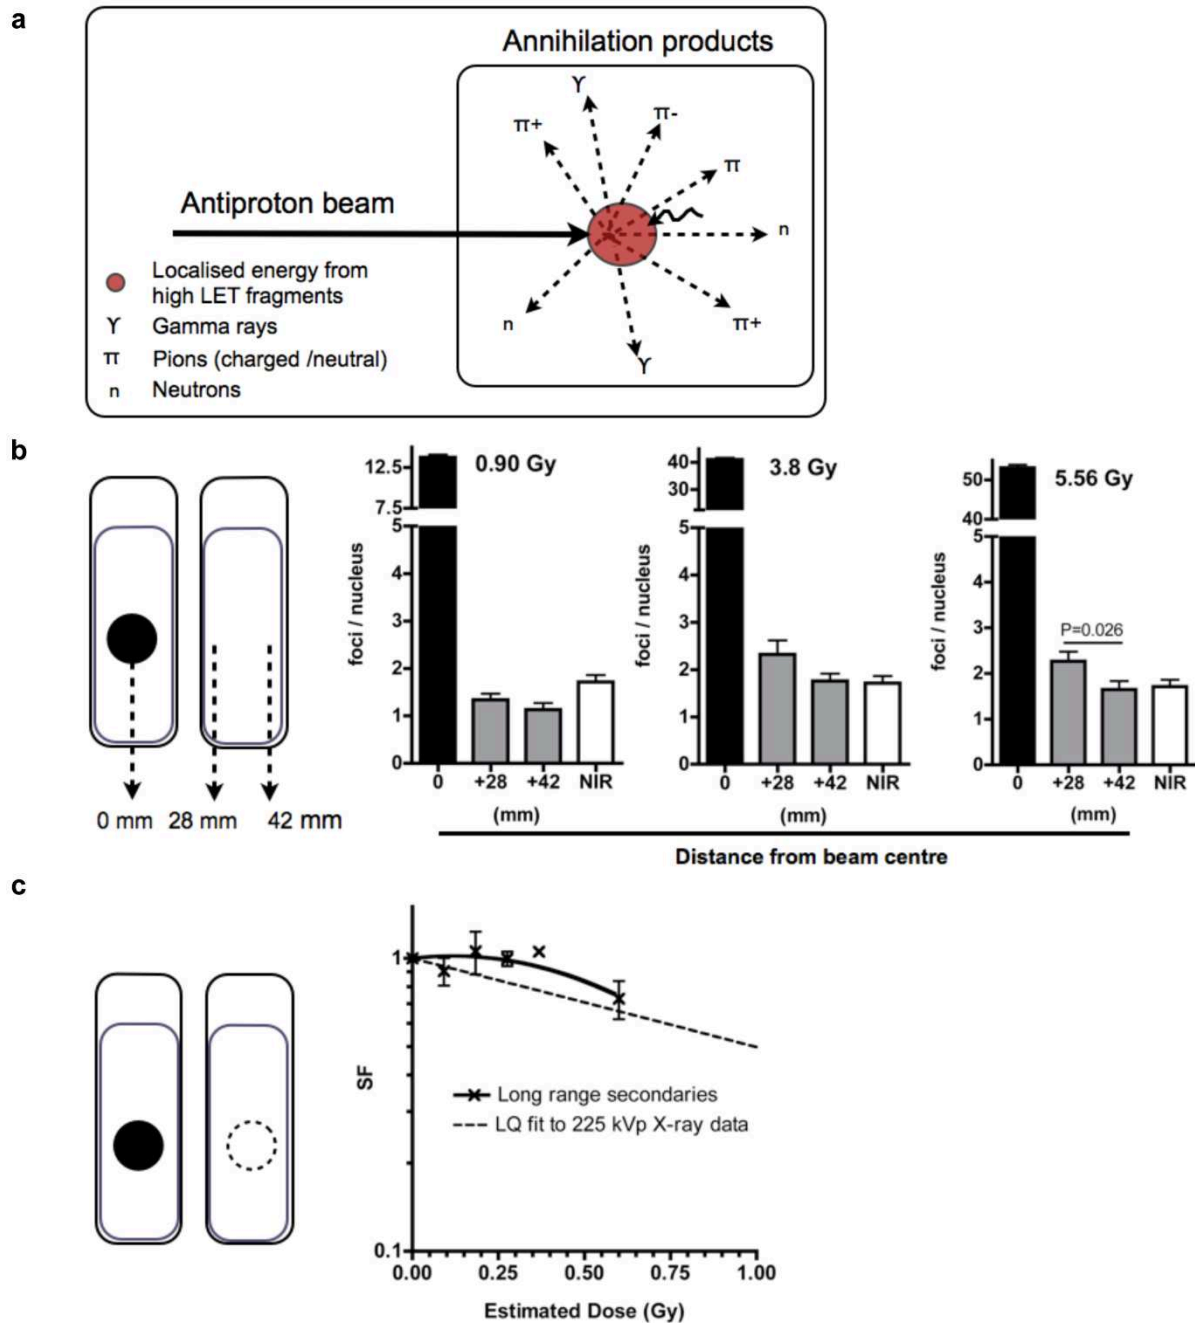 a
Annihilation products
ϒ
π+
π-
π
Antiproton beam
n
Localised energy from
high LET fragments
ϒ Gamma rays
π Pions (charged /neutral)
n Neutrons
n
π+
ϒ
b
0 mm 28 mm 42 mm
12.5
7.5
5
4
3
2
1
0
foci / nucleus
0.90 Gy
0 +28 +42 NIR
(mm)
40
30
5
4
3
2
1
0
foci / nucleus
3.8 Gy
0 +28 +42 NIR
(mm)
50
40
5
4
3
2
1
0
foci / nucleus
5.56 Gy
P=0.026
0 +28 +42 NIR
(mm)
Distance from beam centre
c
1
SF
Long range secondaries
LQ fit to 225 kVp X-ray data
0.1
0.00 0.25 0.50 0.75 1.00
Estimated Dose (Gy)